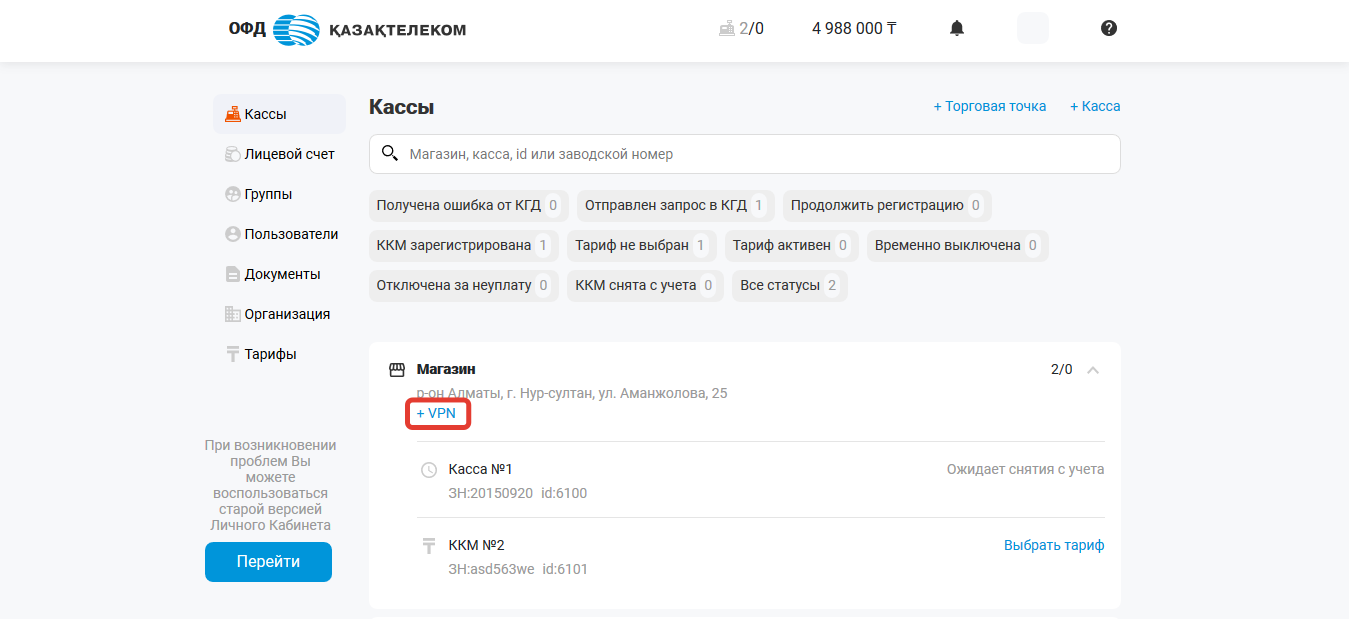 ОФД ҚАЗАҚТЕЛЕКОМ
2/0
4 988 000 ₸
Кассы
Лицевой счет
Группы
Пользователи
Документы
Организация
Тарифы
При возникновении
проблем Вы
можете
воспользоваться
старой версией
Личного Кабинета
Перейти
Кассы
+ Торговая точка
+ Касса
Магазин, касса, id или заводской номер
Получена ошибка от КГД 0
Отправлен запрос в КГД 1
Продолжить регистрацию 0
ККМ зарегистрирована 1
Тариф не выбран 1
Тариф активен 0
Временно выключена 0
Отключена за неуплату 0
ККМ снята с учета 0
Все статусы 2
Магазин 2/0
р-он Алматы, г. Нур-султан, ул. Аманжолова, 25
+ VPN
Касса №1 Ожидает снятия с учета
ЗН:20150920 id:6100
ККМ №2 Выбрать тариф
ЗН:asd563we id:6101